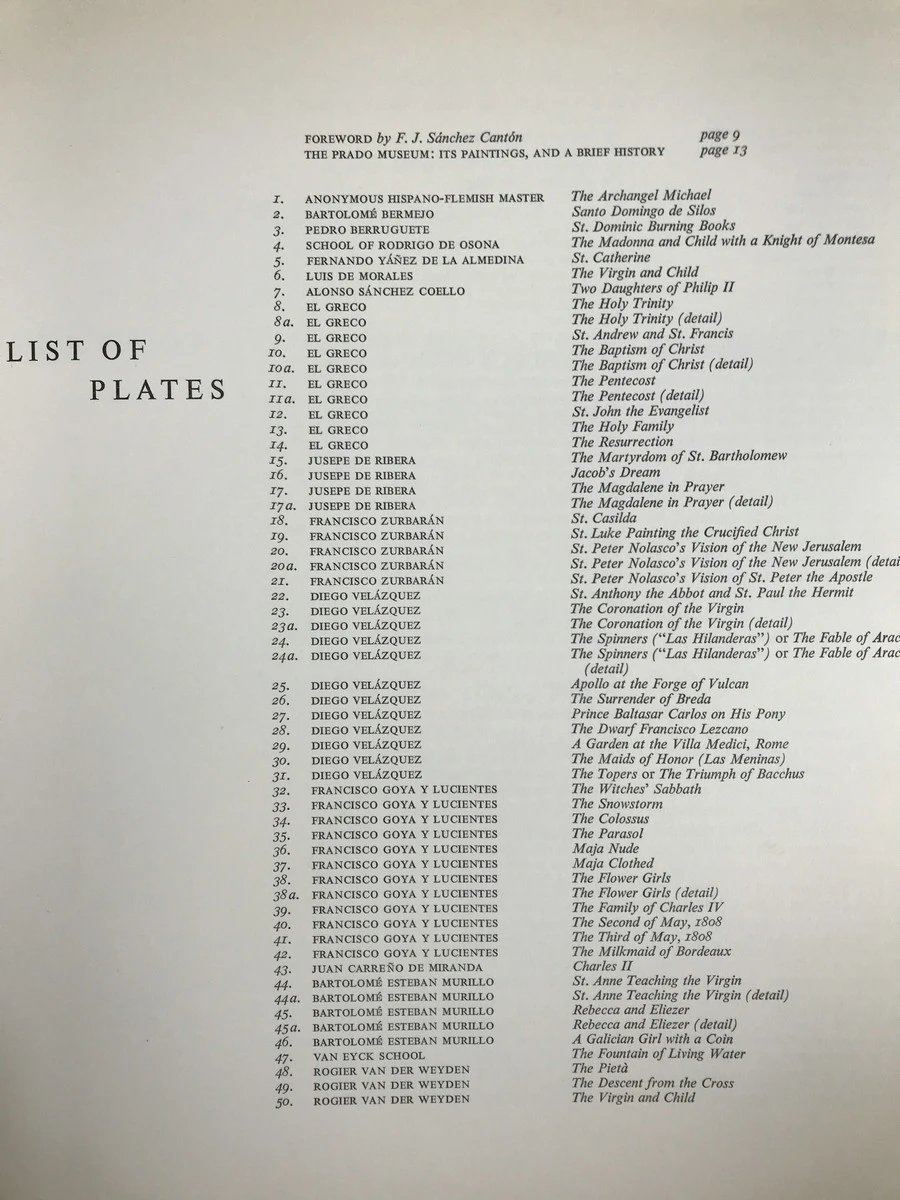 LIST OF
PLATES
FOREWORD by F. J. Sánchez Cantón page 9
THE PRADO MUSEUM: ITS PAINTINGS, AND A BRIEF HISTORY page 13
1. ANONYMOUS HISPANO-FLEMISH MASTER The Archangel Michael
2. BARTOLOMÉ BERMEJO Santo Domingo de Silos
3. PEDRO BERRUGUETE St. Dominic Burning Books
4. SCHOOL OF RODRIGO DE OSONA The Madonna and Child with a Knight of Montesa
5. FERNANDO YÁÑEZ DE LA ALMEDINA St. Catherine
6. LUIS DE MORALES The Virgin and Child
7. ALONSO SÁNCHEZ COELLO Two Daughters of Philip II
8. EL GRECO The Holy Trinity
8a. EL GRECO The Holy Trinity (detail)
9. EL GRECO St. Andrew and St. Francis
10. EL GRECO The Baptism of Christ
10a. EL GRECO The Baptism of Christ (detail)
11. EL GRECO The Pentecost
11a. EL GRECO The Pentecost (detail)
12. EL GRECO St. John the Evangelist
13. EL GRECO The Holy Family
14. EL GRECO The Resurrection
15. JUSEPE DE RIBERA The Martyrdom of St. Bartholomew
16. JUSEPE DE RIBERA Jacob's Dream
17. JUSEPE DE RIBERA The Magdalene in Prayer
17a. JUSEPE DE RIBERA The Magdalene in Prayer (detail)
18. FRANCISCO ZURBARÁN St. Casilda
19. FRANCISCO ZURBARÁN St. Luke Painting the Crucified Christ
20. FRANCISCO ZURBARÁN St. Peter Nolasco's Vision of the New Jerusalem
20a. FRANCISCO ZURBARÁN St. Peter Nolasco's Vision of the New Jerusalem (detai
21. FRANCISCO ZURBARÁN St. Peter Nolasco's Vision of St. Peter the Apostle
22. DIEGO VELÁZQUEZ St. Anthony the Abbot and St. Paul the Hermit
23. DIEGO VELÁZQUEZ The Coronation of the Virgin
23a. DIEGO VELÁZQUEZ The Coronation of the Virgin (detail)
24. DIEGO VELÁZQUEZ The Spinners ("Las Hilanderas") or The Fable of Arac
24a. DIEGO VELÁZQUEZ The Spinners ("Las Hilanderas") or The Fable of Arac
(detail)
25. DIEGO VELÁZQUEZ Apollo at the Forge of Vulcan
26. DIEGO VELÁZQUEZ The Surrender of Breda
27. DIEGO VELÁZQUEZ Prince Baltasar Carlos on His Pony
28. DIEGO VELÁZQUEZ The Dwarf Francisco Lezcano
29. DIEGO VELÁZQUEZ A Garden at the Villa Medici, Rome
30. DIEGO VELÁZQUEZ The Maids of Honor (Las Meninas)
31. DIEGO VELÁZQUEZ The Topers or The Triumph of Bacchus
32. FRANCISCO GOYA Y LUCIENTES The Witches' Sabbath
33. FRANCISCO GOYA Y LUCIENTES The Snowstorm
34. FRANCISCO GOYA Y LUCIENTES The Colossus
35. FRANCISCO GOYA Y LUCIENTES The Parasol
36. FRANCISCO GOYA Y LUCIENTES Maja Nude
37. FRANCISCO GOYA Y LUCIENTES Maja Clothed
38. FRANCISCO GOYA Y LUCIENTES The Flower Girls
38a. FRANCISCO GOYA Y LUCIENTES The Flower Girls (detail)
39. FRANCISCO GOYA Y LUCIENTES The Family of Charles IV
40. FRANCISCO GOYA Y LUCIENTES The Second of May, 1808
41. FRANCISCO GOYA Y LUCIENTES The Third of May, 1808
42. FRANCISCO GOYA Y LUCIENTES The Milkmaid of Bordeaux
43. JUAN CARREÑO DE MIRANDA Charles II
44. BARTOLOMÉ ESTEBAN MURILLO St. Anne Teaching the Virgin
44a. BARTOLOMÉ ESTEBAN MURILLO St. Anne Teaching the Virgin (detail)
45. BARTOLOMÉ ESTEBAN MURILLO Rebecca and Eliezer
45a. BARTOLOMÉ ESTEBAN MURILLO Rebecca and Eliezer (detail)
46. BARTOLOMÉ ESTEBAN MURILLO A Galician Girl with a Coin
47. VAN EYCK SCHOOL The Fountain of Living Water
48. ROGIER VAN DER WEYDEN The Pietà
49. ROGIER VAN DER WEYDEN The Descent from the Cross
50. ROGIER VAN DER WEYDEN The Virgin and Child